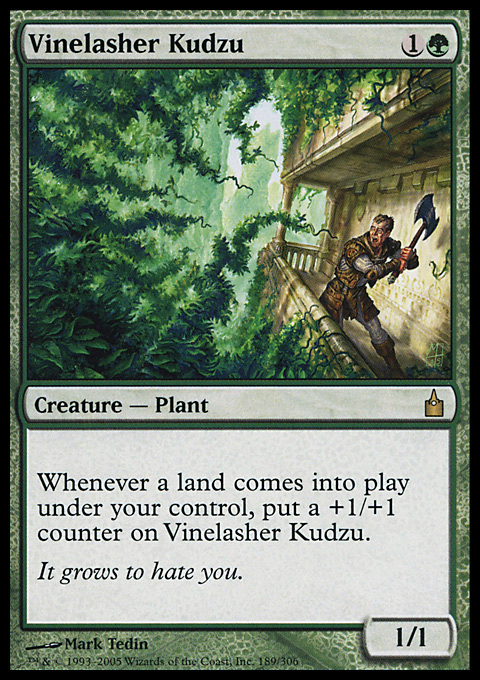 Vinelasher Kudzu 1
Creature — Plant
Whenever a land comes into play
under your control, put a +1/+1
counter on Vinelasher Kudzu.
It grows to hate you.
Mark Tedin
1/1
™ & © 1993–2005 Wizards of the Coast, Inc. 189/306